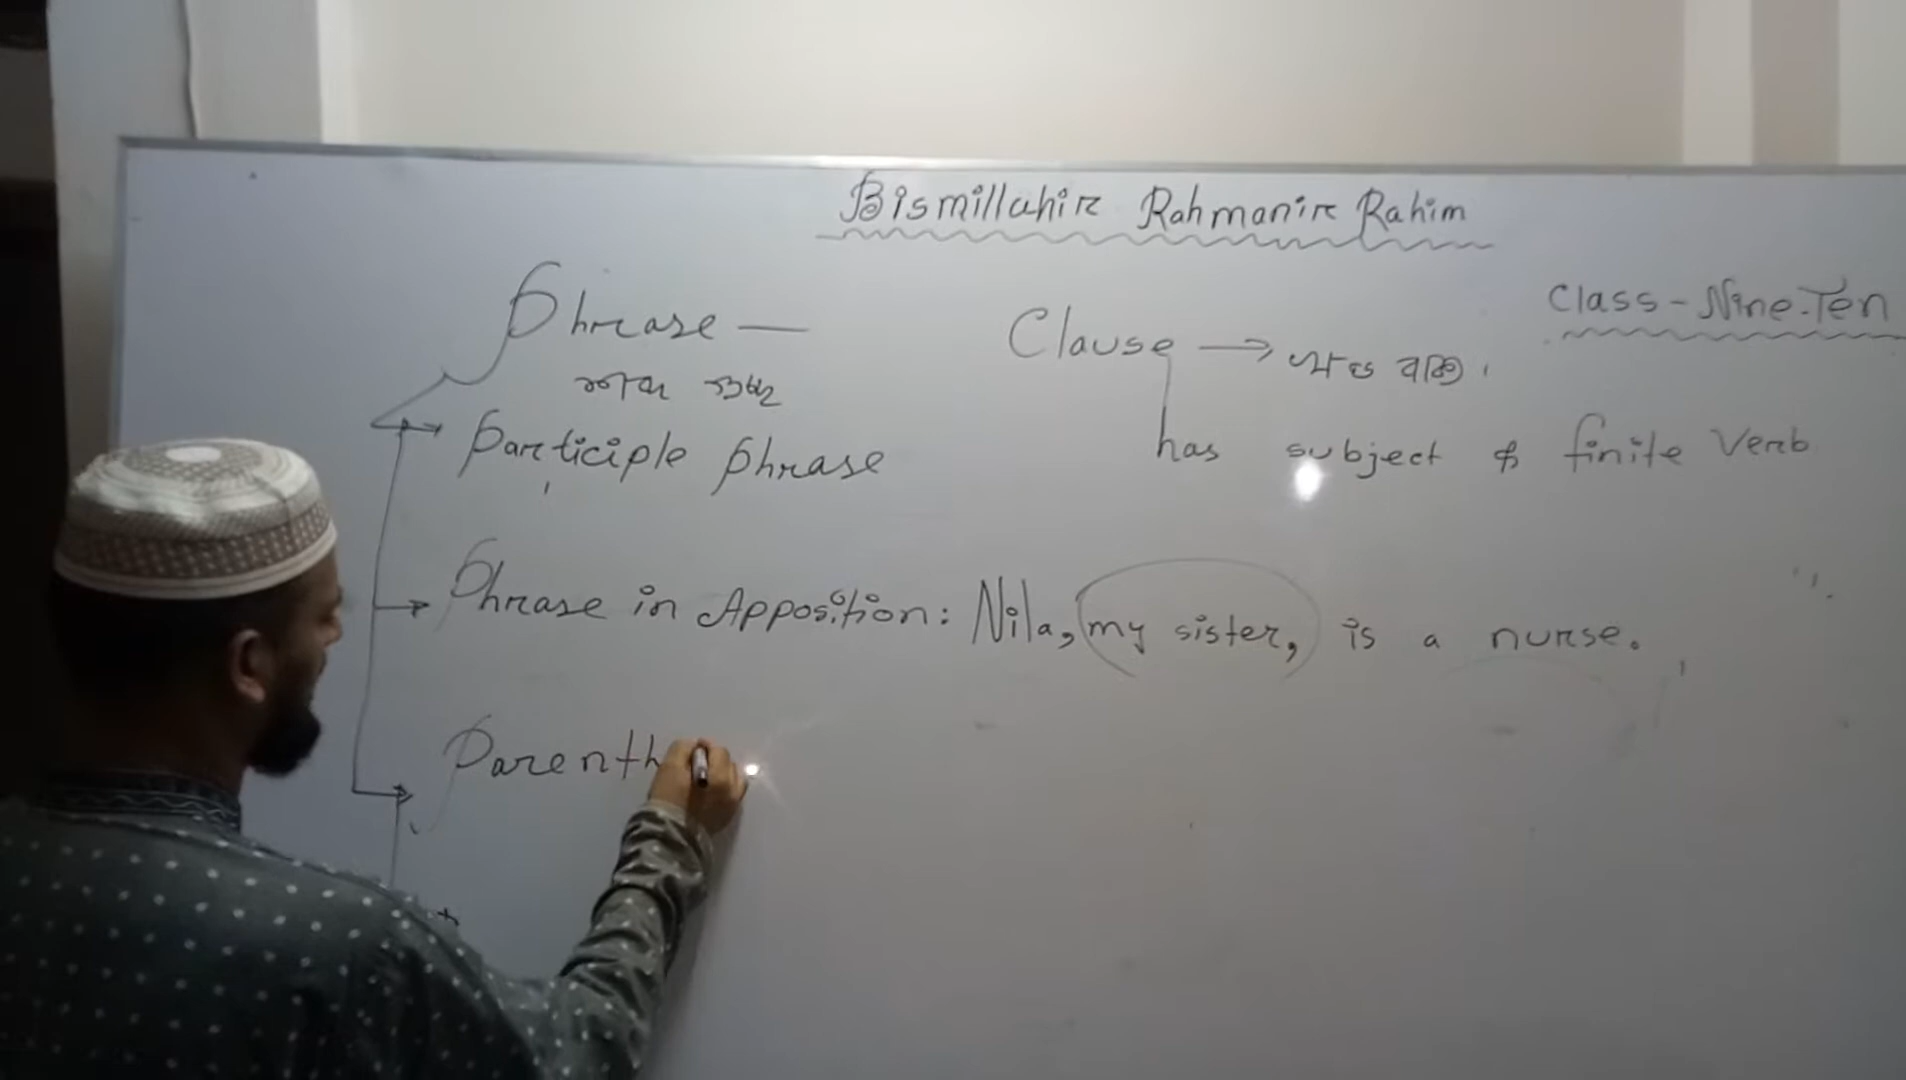 Bismillahir Rahmanir Rahim
Class-Nine-Ten
Phrase —
Clause → খণ্ড বাক্য।
has subject & finite Verb
Participle phrase
Phrase in Apposition: Nila, my sister, is a nurse.
Parenth